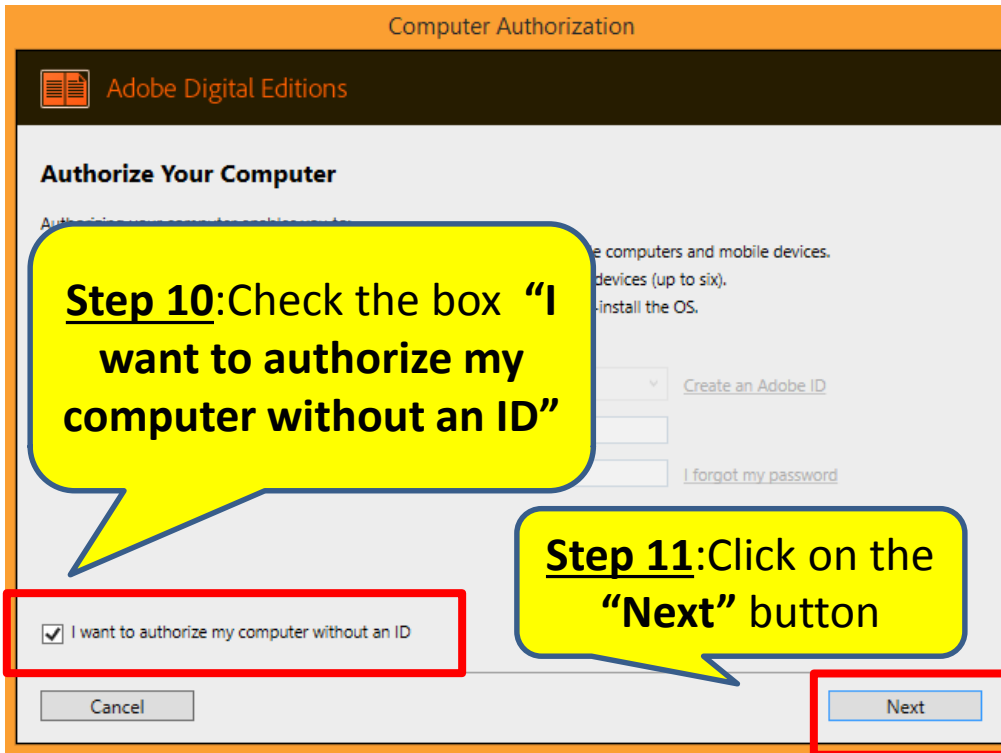 Computer Authorization
Adobe Digital Editions
Authorize Your Computer
e computers and mobile devices.
devices (up to six).
-install the OS.
Step 10:Check the box “I
want to authorize my
computer without an ID”
Create an Adobe ID
I forgot my password
Step 11:Click on the
“Next” button
I want to authorize my computer without an ID
Cancel
Next